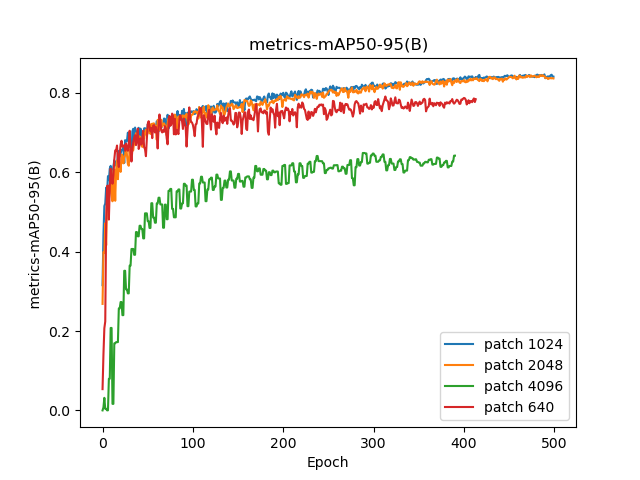 metrics-mAP50-95(B)
metrics-mAP50-95(B)
0.8
0.6
0.4
0.2
0.0
0 100 200 300 400 500
Epoch
patch 1024
patch 2048
patch 4096
patch 640